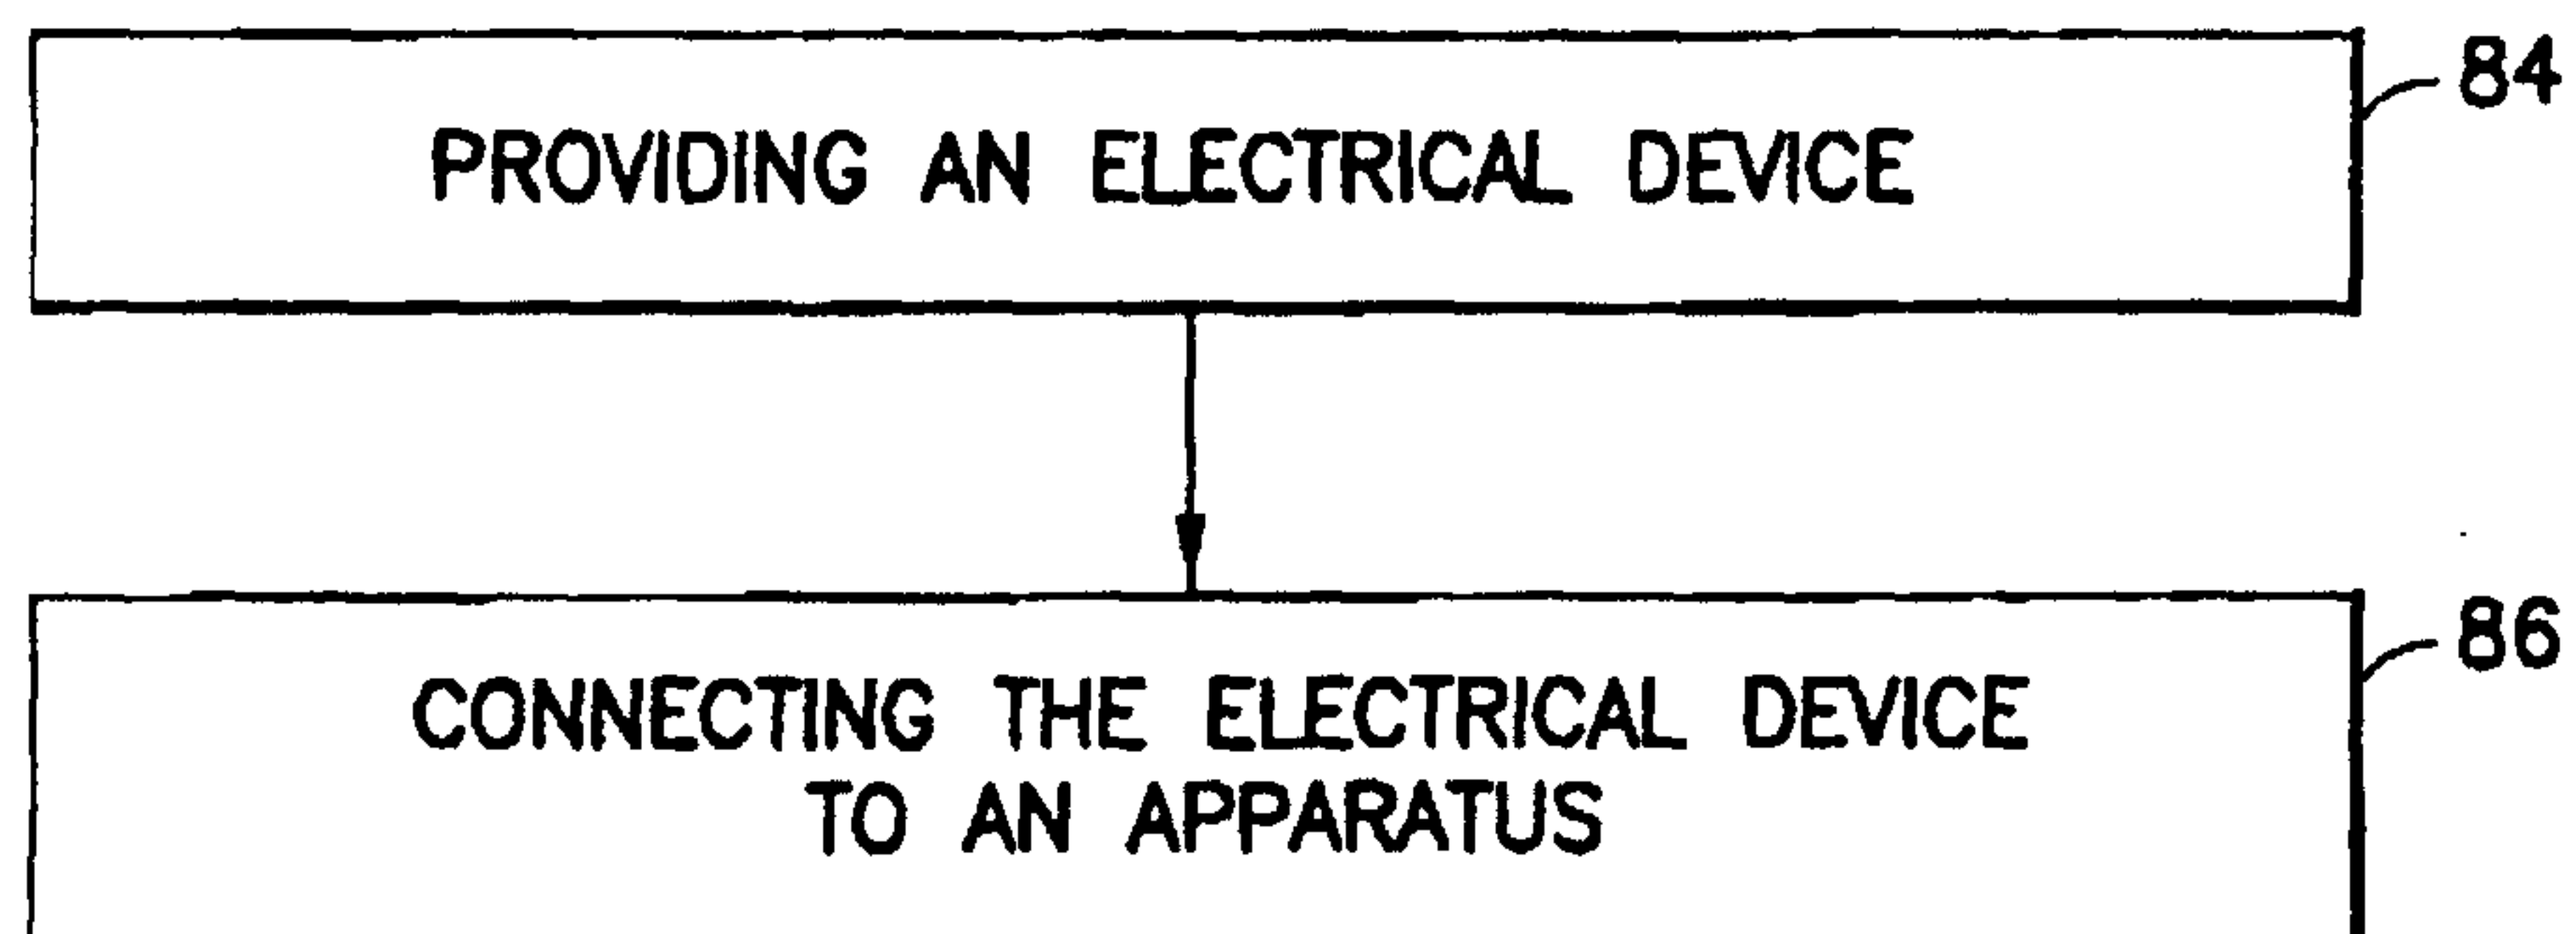 PROVIDING AN ELECTRICAL DEVICE
84
CONNECTING THE ELECTRICAL DEVICE
TO AN APPARATUS
86